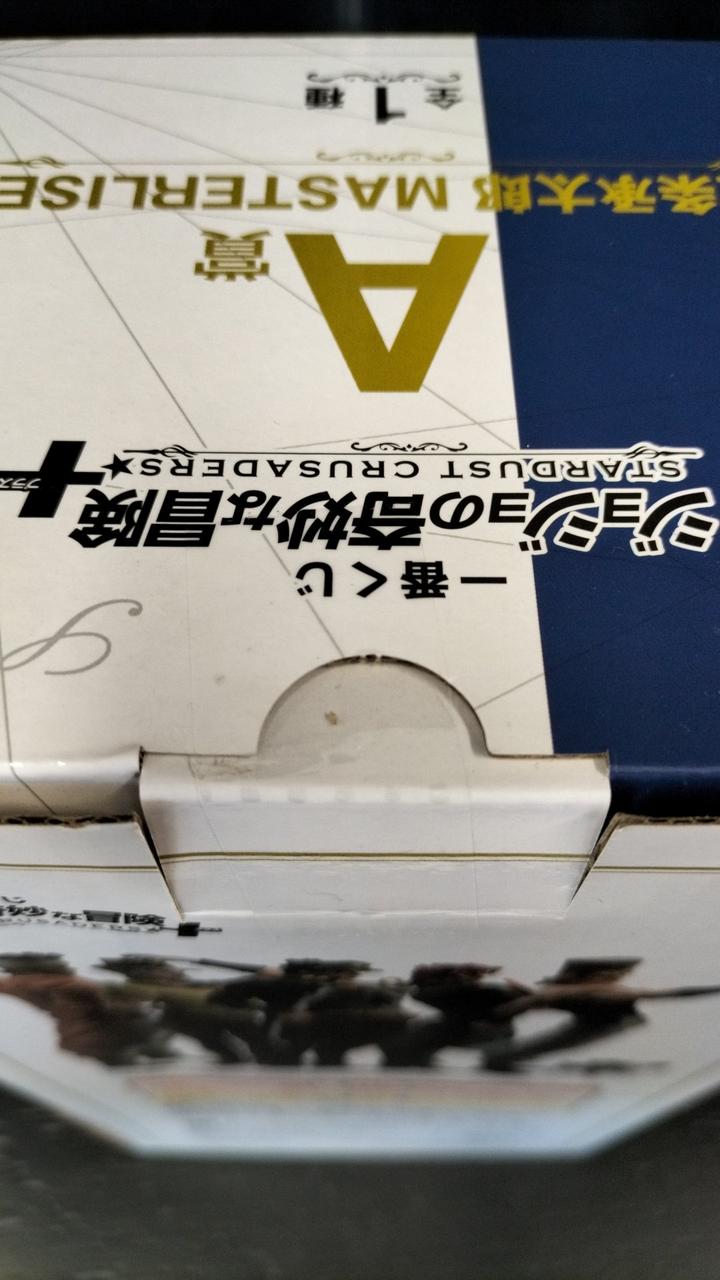 一番くじ
ジョジョの奇妙な冒険
STARDUST CRUSADERS★
A賞
条承太郎 MASTERLISE
全1種